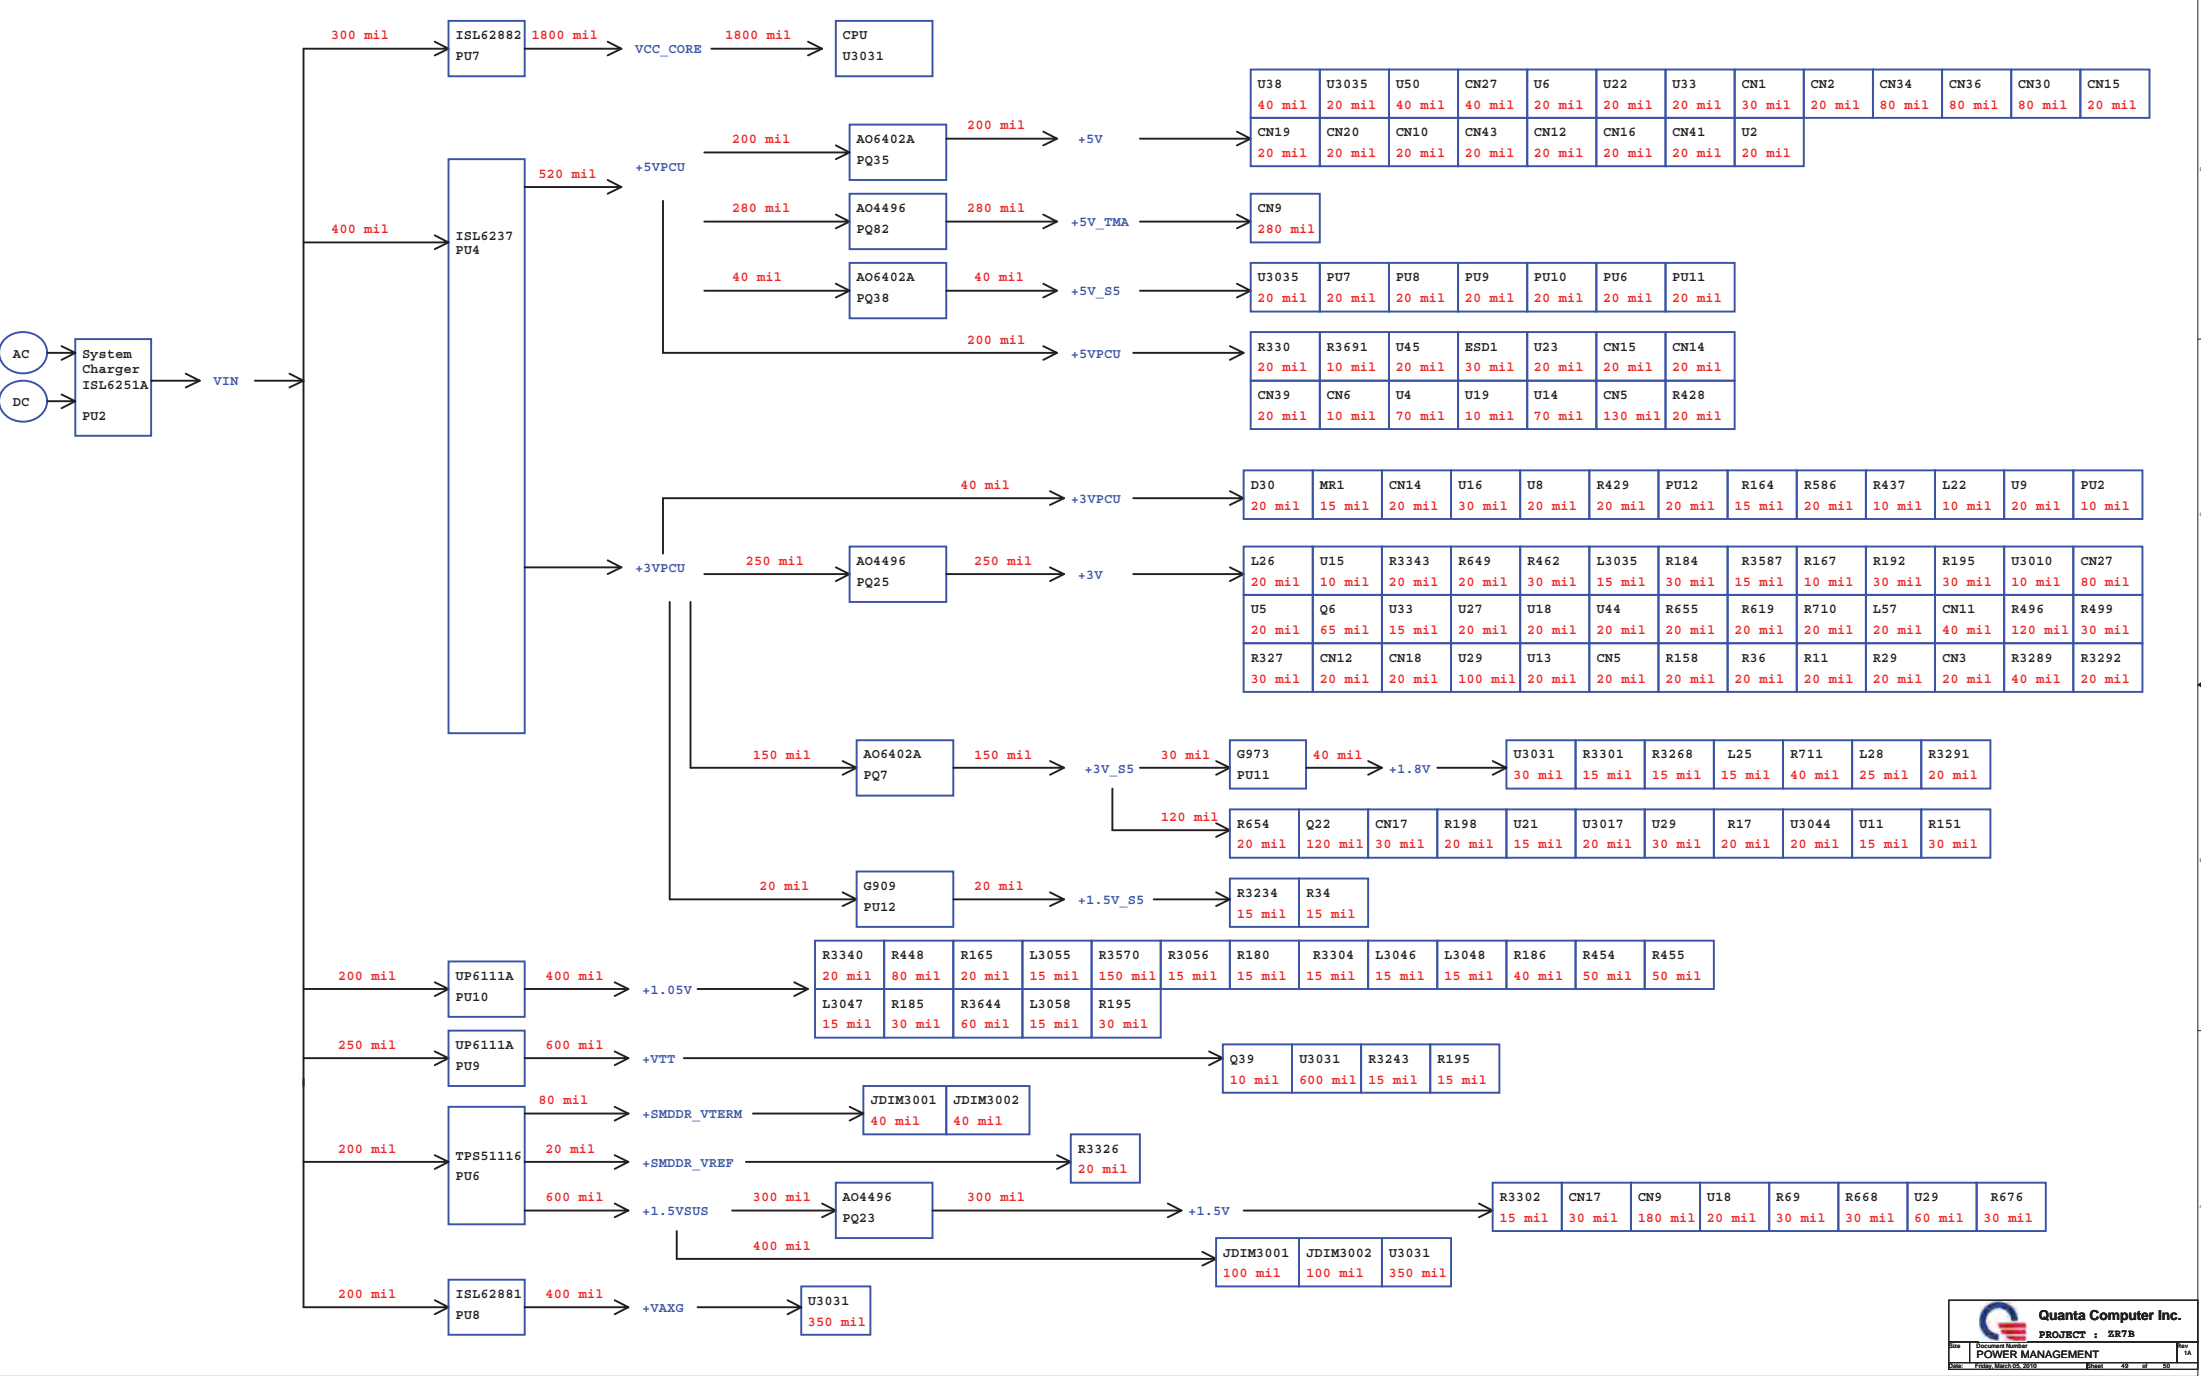 AC
DC
System
Charger
ISL6251A
PU2
VIN
300 mil
ISL62882
PU7
1800 mil
VCC_CORE
1800 mil
CPU
U3031
400 mil
ISL6237
PU4
520 mil
+5VPCU
200 mil
AO6402A
PQ35
200 mil
+5V
U38 U3035 U50 CN27 U6 U22 U33 CN1 CN2 CN34 CN36 CN30 CN15
40 mil 20 mil 40 mil 40 mil 20 mil 20 mil 20 mil 30 mil 20 mil 80 mil 80 mil 80 mil 20 mil
CN19 CN20 CN10 CN43 CN12 CN16 CN41 U2
20 mil 20 mil 20 mil 20 mil 20 mil 20 mil 20 mil 20 mil
280 mil
AO4496
PQ82
280 mil
+5V_TMA
CN9
280 mil
40 mil
AO6402A
PQ38
40 mil
+5V_S5
U3035 PU7 PU8 PU9 PU10 PU6 PU11
20 mil 20 mil 20 mil 20 mil 20 mil 20 mil 20 mil
200 mil
+5VPCU
R330 R3691 U45 ESD1 U23 CN15 CN14
20 mil 10 mil 20 mil 30 mil 20 mil 20 mil 20 mil
CN39 CN6 U4 U19 U14 CN5 R428
20 mil 10 mil 70 mil 10 mil 70 mil 130 mil 20 mil
+3VPCU
40 mil
+3VPCU
D30 MR1 CN14 U16 U8 R429 PU12 R164 R586 R437 L22 U9 PU2
20 mil 15 mil 20 mil 30 mil 20 mil 20 mil 20 mil 15 mil 20 mil 10 mil 10 mil 20 mil 10 mil
250 mil
AO4496
PQ25
250 mil
+3V
L26 U15 R3343 R649 R462 L3035 R184 R3587 R167 R192 R195 U3010 CN27
20 mil 10 mil 20 mil 20 mil 30 mil 15 mil 30 mil 15 mil 10 mil 30 mil 30 mil 10 mil 80 mil
U5 Q6 U33 U27 U18 U44 R655 R619 R710 L57 CN11 R496 R499
20 mil 65 mil 15 mil 20 mil 20 mil 20 mil 20 mil 20 mil 20 mil 20 mil 40 mil 120 mil 30 mil
R327 CN12 CN18 U29 U13 CN5 R158 R36 R11 R29 CN3 R3289 R3292
30 mil 20 mil 20 mil 100 mil 20 mil 20 mil 20 mil 20 mil 20 mil 20 mil 20 mil 40 mil 20 mil
150 mil
AO6402A
PQ7
150 mil
+3V_S5
30 mil
G973
PU11
40 mil
+1.8V
U3031 R3301 R3268 L25 R711 L28 R3291
30 mil 15 mil 15 mil 15 mil 40 mil 25 mil 20 mil
120 mil
R654 Q22 CN17 R198 U21 U3017 U29 R17 U3044 U11 R151
20 mil 120 mil 30 mil 20 mil 15 mil 20 mil 30 mil 20 mil 20 mil 15 mil 30 mil
20 mil
G909
PU12
20 mil
+1.5V_S5
R3234 R34
15 mil 15 mil
200 mil
UP6111A
PU10
400 mil
+1.05V
R3340 R448 R165 L3055 R3570 R3056 R180 R3304 L3046 L3048 R186 R454 R455
20 mil 80 mil 20 mil 15 mil 150 mil 15 mil 15 mil 15 mil 15 mil 15 mil 40 mil 50 mil 50 mil
L3047 R185 R3644 L3058 R195
15 mil 30 mil 60 mil 15 mil 30 mil
250 mil
UP6111A
PU9
600 mil
+VTT
Q39 U3031 R3243 R195
10 mil 600 mil 15 mil 15 mil
200 mil
TPS51116
PU6
80 mil
+SMDDR_VTERM
JDIM3001 JDIM3002
40 mil 40 mil
20 mil
+SMDDR_VREF
R3326
20 mil
600 mil
+1.5VSUS
300 mil
AO4496
PQ23
300 mil
+1.5V
R3302 CN17 CN9 U18 R69 R668 U29 R676
15 mil 30 mil 180 mil 20 mil 30 mil 30 mil 60 mil 30 mil
400 mil
JDIM3001 JDIM3002 U3031
100 mil 100 mil 350 mil
200 mil
ISL62881
PU8
400 mil
+VAXG
U3031
350 mil
Quanta Computer Inc.
PROJECT : ZR7B
Size Document Number Rev
POWER MANAGEMENT 1A
Date: Friday, March 05, 2010 Sheet 49 of 50